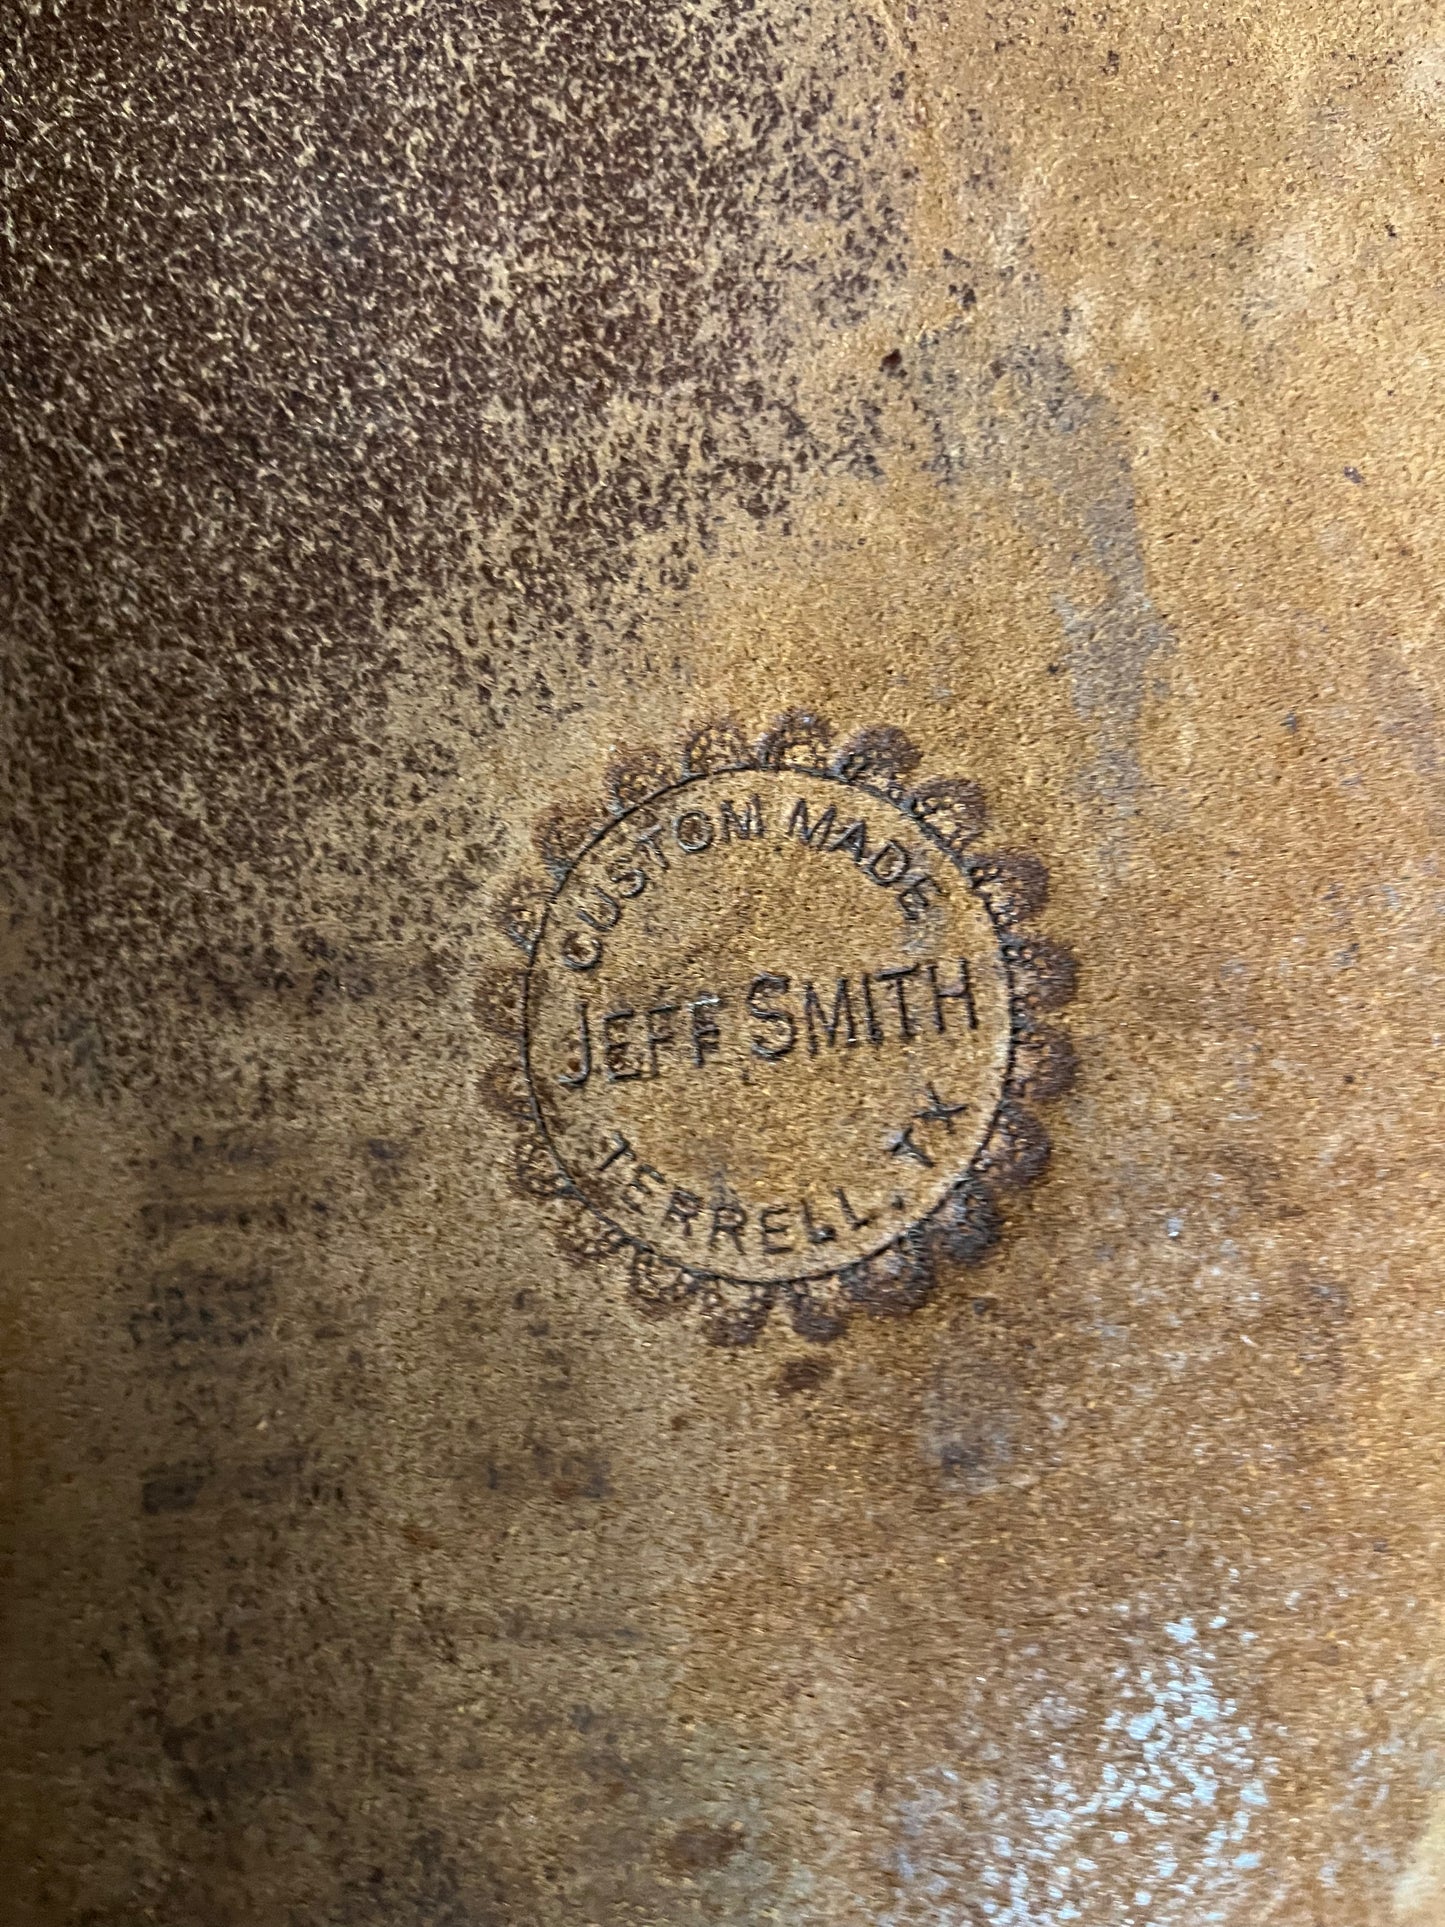 CUSTOM MADE
JEFF SMITH
TERRELL, TX